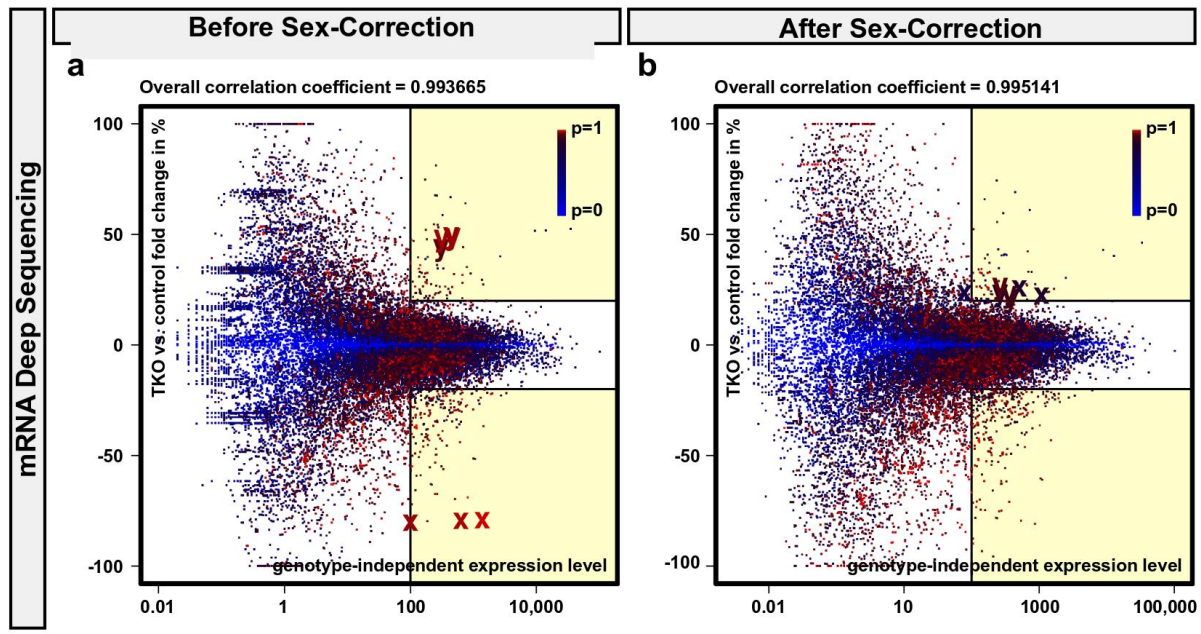 Before Sex-Correction
After Sex-Correction
mRNA Deep Sequencing
a
Overall correlation coefficient = 0.993665
TKO vs. control fold change in %
100
50
0
-50
-100
p=1
p=0
y y
y
x x x
genotype-independent expression level
0.01 1 100 10,000
b
Overall correlation coefficient = 0.995141
TKO vs. control fold change in %
100
50
0
-50
-100
p=1
p=0
x y y x x
genotype-independent expression level
0.01 10 1000 100,000